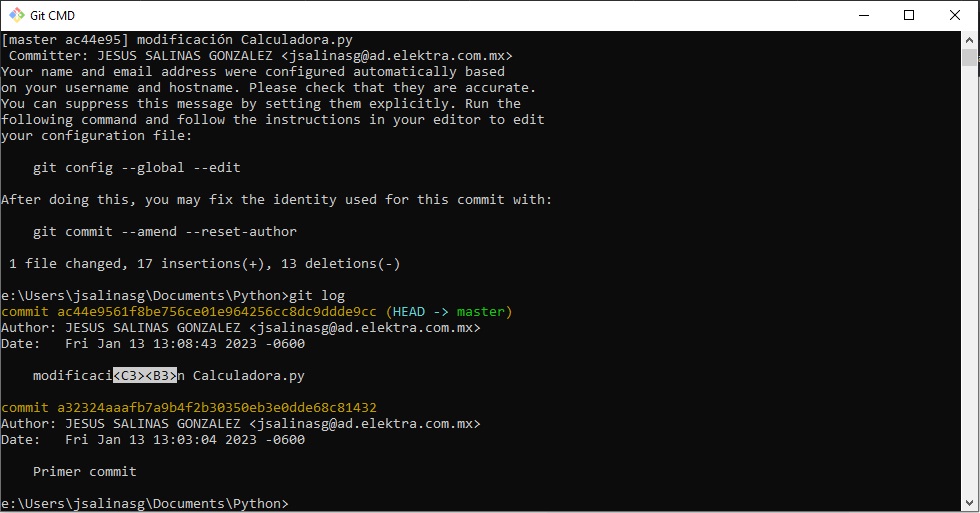 Git CMD
[master ac44e95] modificación Calculadora.py
 Committer: JESUS SALINAS GONZALEZ <jsalinasg@ad.elektra.com.mx>
Your name and email address were configured automatically based
on your username and hostname. Please check that they are accurate.
You can suppress this message by setting them explicitly. Run the
following command and follow the instructions in your editor to edit
your configuration file:
    git config --global --edit
After doing this, you may fix the identity used for this commit with:
    git commit --amend --reset-author
 1 file changed, 17 insertions(+), 13 deletions(-)
e:\Users\jsalinasg\Documents\Python>git log
commit ac44e9561f8be756ce01e964256cc8dc9ddde9cc (HEAD -> master)
Author: JESUS SALINAS GONZALEZ <jsalinasg@ad.elektra.com.mx>
Date:   Fri Jan 13 13:08:43 2023 -0600
    modificaci<C3><B3>n Calculadora.py
commit a32324aaafb7a9b4f2b30350eb3e0dde68c81432
Author: JESUS SALINAS GONZALEZ <jsalinasg@ad.elektra.com.mx>
Date:   Fri Jan 13 13:03:04 2023 -0600
    Primer commit
e:\Users\jsalinasg\Documents\Python>